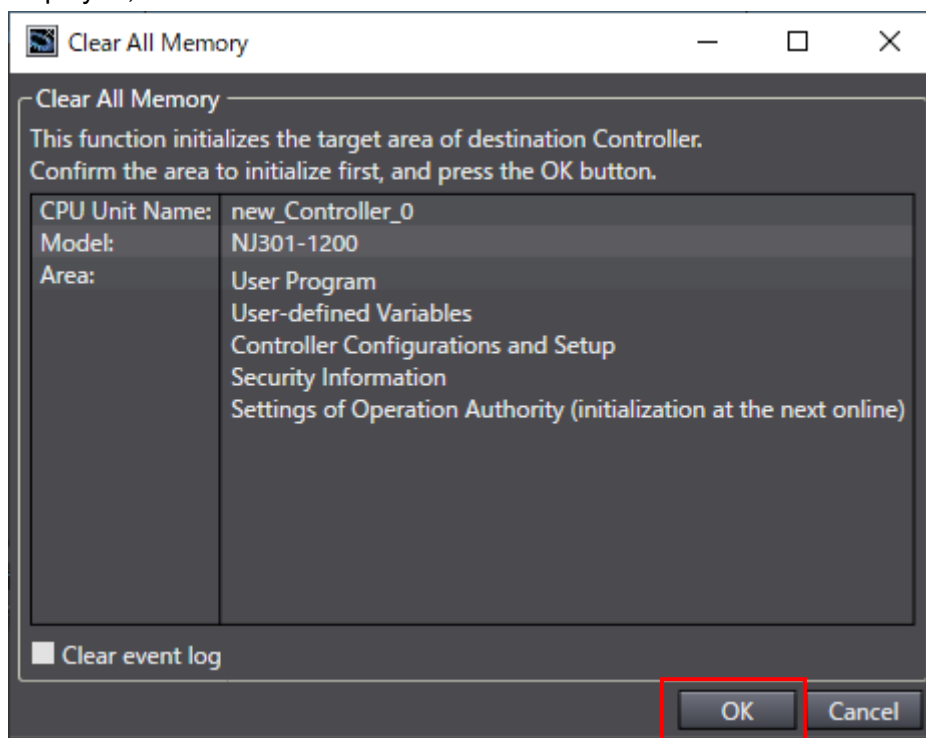 Clear All Memory
Clear All Memory
This function initializes the target area of destination Controller.
Confirm the area to initialize first, and press the OK button.
CPU Unit Name: new_Controller_0
Model: NJ301-1200
Area: User Program
User-defined Variables
Controller Configurations and Setup
Security Information
Settings of Operation Authority (initialization at the next online)
Clear event log
OK Cancel